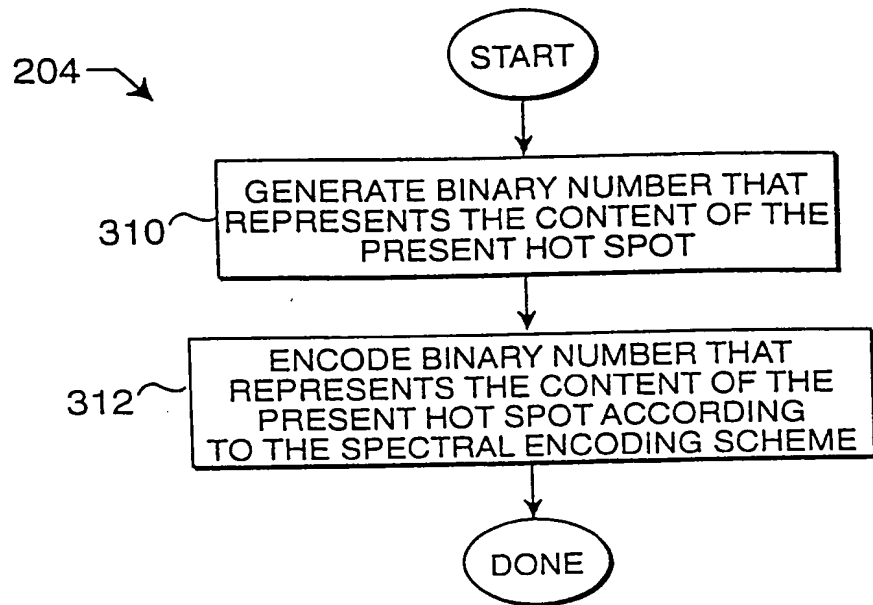 204
START
310
GENERATE BINARY NUMBER THAT
REPRESENTS THE CONTENT OF THE
PRESENT HOT SPOT
312
ENCODE BINARY NUMBER THAT
REPRESENTS THE CONTENT OF THE
PRESENT HOT SPOT ACCORDING
TO THE SPECTRAL ENCODING SCHEME
DONE